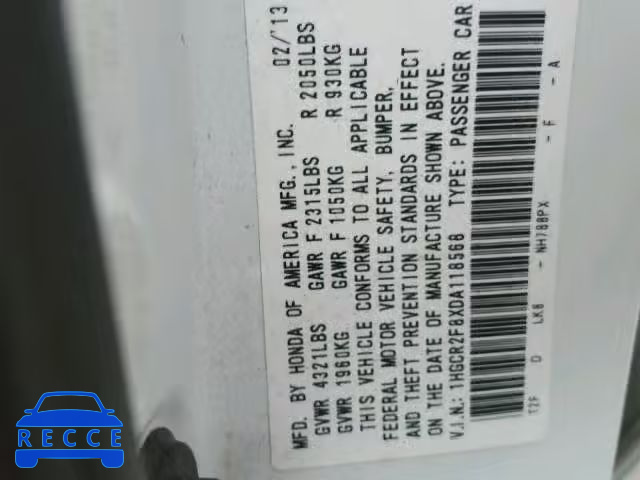 MFD. BY HONDA OF AMERICA MFG., INC. 02/'13
GVWR 4321LBS GAWR F 2315LBS R 2050LBS
GVWR 1960KG GAWR F 1050KG R 930KG
THIS VEHICLE CONFORMS TO ALL APPLICABLE
FEDERAL MOTOR VEHICLE SAFETY, BUMPER,
AND THEFT PREVENTION STANDARDS IN EFFECT
ON THE DATE OF MANUFACTURE SHOWN ABOVE.
V.I.N.: 1HGCR2F8XDA118568 TYPE: PASSENGER CAR
T2F D LK8 - NH788PX - F - A
RECCE